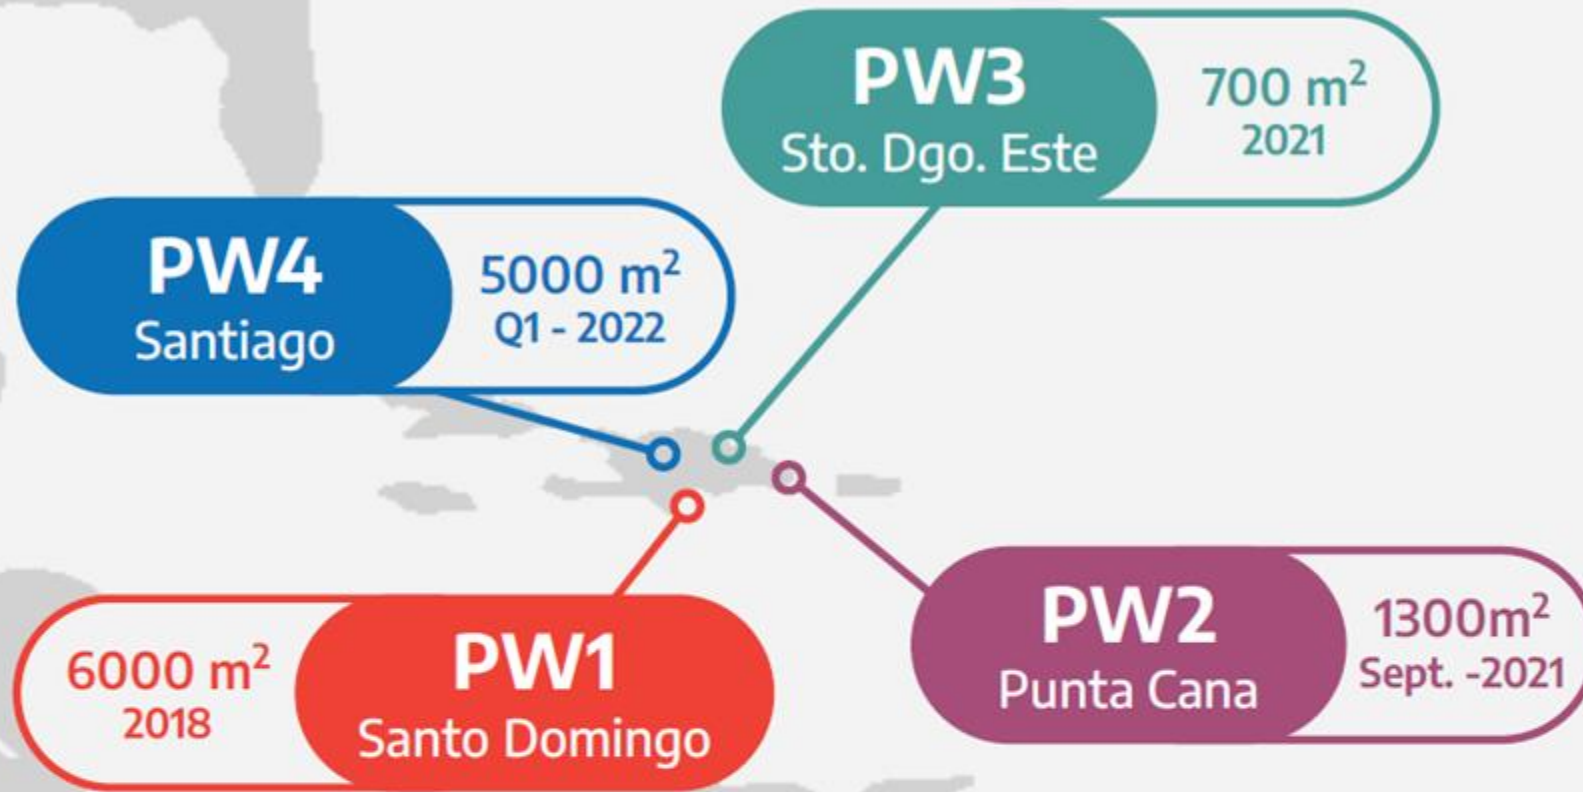 PW3
Sto. Dgo. Este
700 m²
2021
PW4
Santiago
5000 m²
Q1 - 2022
PW2
Punta Cana
1300m²
Sept. -2021
6000 m²
2018
PW1
Santo Domingo